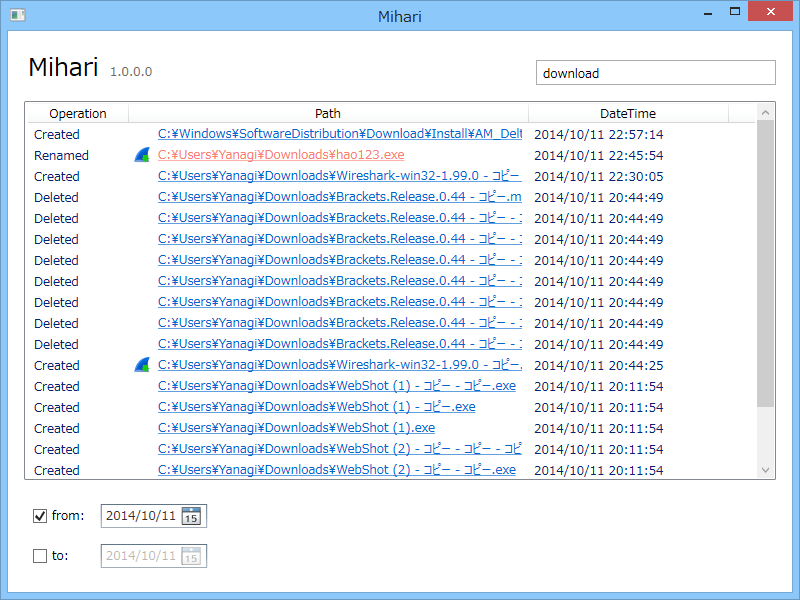 Mihari
Mihari 1.0.0.0
download
Operation Path DateTime
Created C:¥Windows¥SoftwareDistribution¥Download¥Install¥AM_Delt 2014/10/11 22:57:14
Renamed C:¥Users¥Yanagi¥Downloads¥hao123.exe 2014/10/11 22:45:54
Created C:¥Users¥Yanagi¥Downloads¥Wireshark-win32-1.99.0 - コピー 2014/10/11 22:30:05
Deleted C:¥Users¥Yanagi¥Downloads¥Brackets.Release.0.44 - コピー.m 2014/10/11 20:44:49
Deleted C:¥Users¥Yanagi¥Downloads¥Brackets.Release.0.44 - コピー - 2014/10/11 20:44:49
Deleted C:¥Users¥Yanagi¥Downloads¥Brackets.Release.0.44 - コピー - 2014/10/11 20:44:49
Deleted C:¥Users¥Yanagi¥Downloads¥Brackets.Release.0.44 - コピー - 2014/10/11 20:44:49
Deleted C:¥Users¥Yanagi¥Downloads¥Brackets.Release.0.44 - コピー - 2014/10/11 20:44:49
Deleted C:¥Users¥Yanagi¥Downloads¥Brackets.Release.0.44 - コピー - 2014/10/11 20:44:49
Deleted C:¥Users¥Yanagi¥Downloads¥Brackets.Release.0.44 - コピー - 2014/10/11 20:44:49
Deleted C:¥Users¥Yanagi¥Downloads¥Brackets.Release.0.44 - コピー - 2014/10/11 20:44:49
Created C:¥Users¥Yanagi¥Downloads¥Wireshark-win32-1.99.0 - コピー. 2014/10/11 20:44:25
Created C:¥Users¥Yanagi¥Downloads¥WebShot (1) - コピー - コピー.exe 2014/10/11 20:11:54
Created C:¥Users¥Yanagi¥Downloads¥WebShot (1) - コピー.exe 2014/10/11 20:11:54
Created C:¥Users¥Yanagi¥Downloads¥WebShot (1).exe 2014/10/11 20:11:54
Created C:¥Users¥Yanagi¥Downloads¥WebShot (2) - コピー - コピー - コピ 2014/10/11 20:11:54
Created C:¥Users¥Yanagi¥Downloads¥WebShot (2) - コピー - コピー.exe 2014/10/11 20:11:54
from: 2014/10/11 15
to: 2014/10/11 15